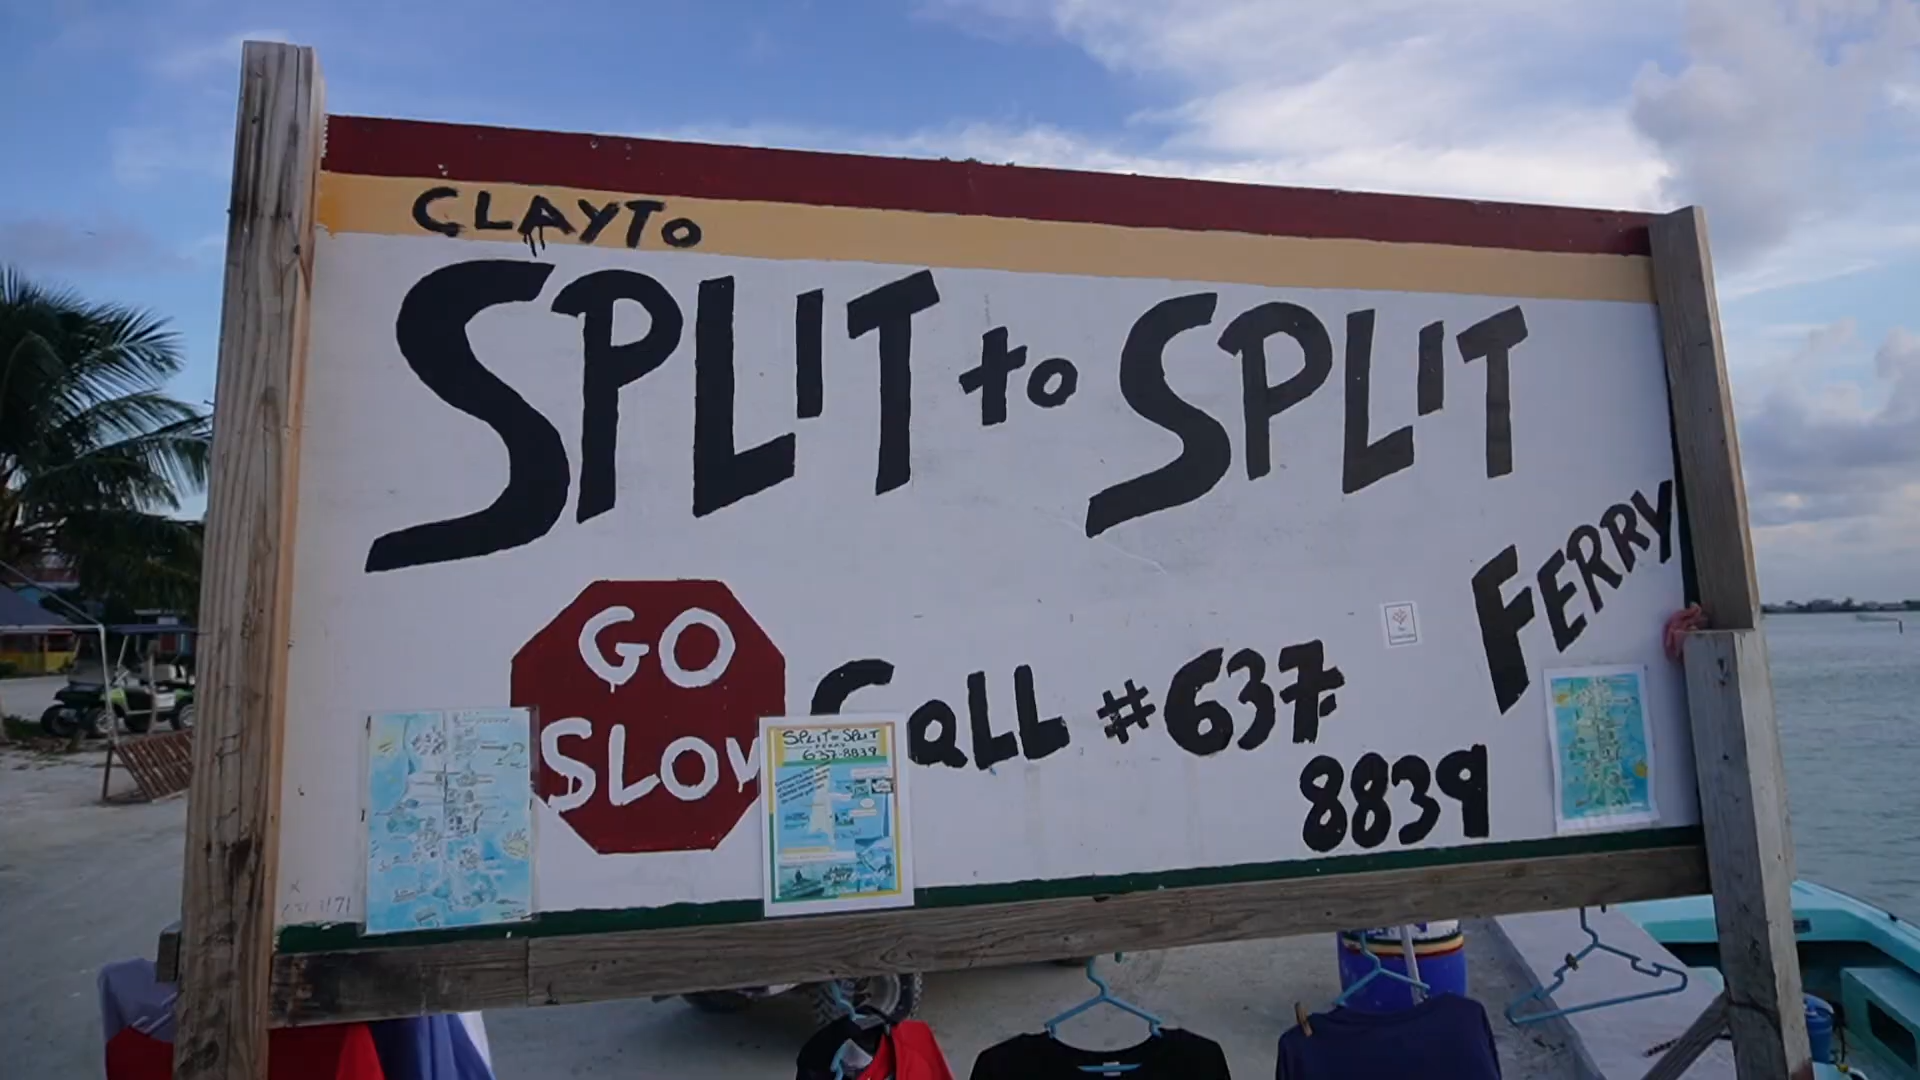 CLAYTO
SPLIT to SPLIT
FERRY
GO
SLOW
Call #637
8839
SPLIT to SPLIT
FERRY
637-8839